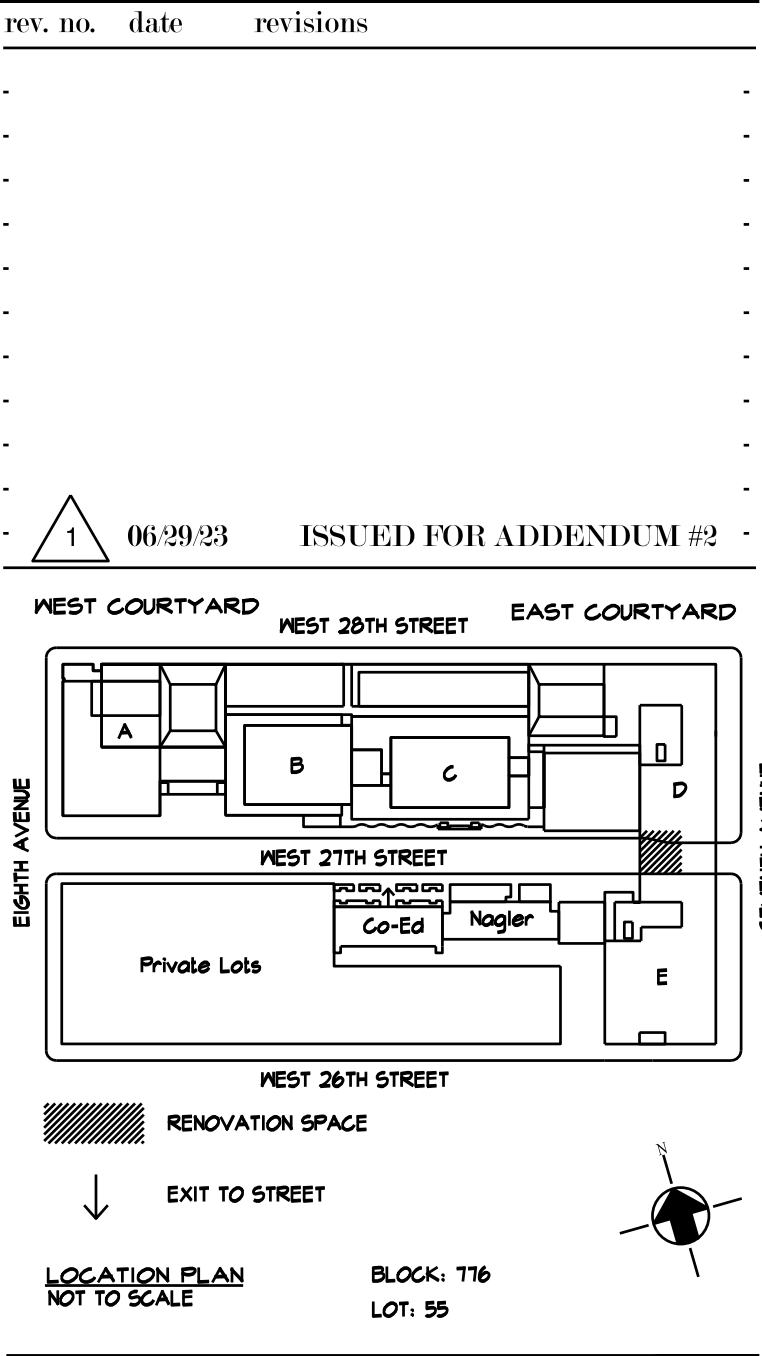 rev. no. date revisions
1 06/29/23 ISSUED FOR ADDENDUM #2
WEST COURTYARD
EAST COURTYARD
WEST 28TH STREET
A
B
C
D
EIGHTH AVENUE
WEST 27TH STREET
Co-Ed
Nagler
Private Lots
E
WEST 26TH STREET
RENOVATION SPACE
N
EXIT TO STREET
LOCATION PLAN
NOT TO SCALE
BLOCK: 776
LOT: 55